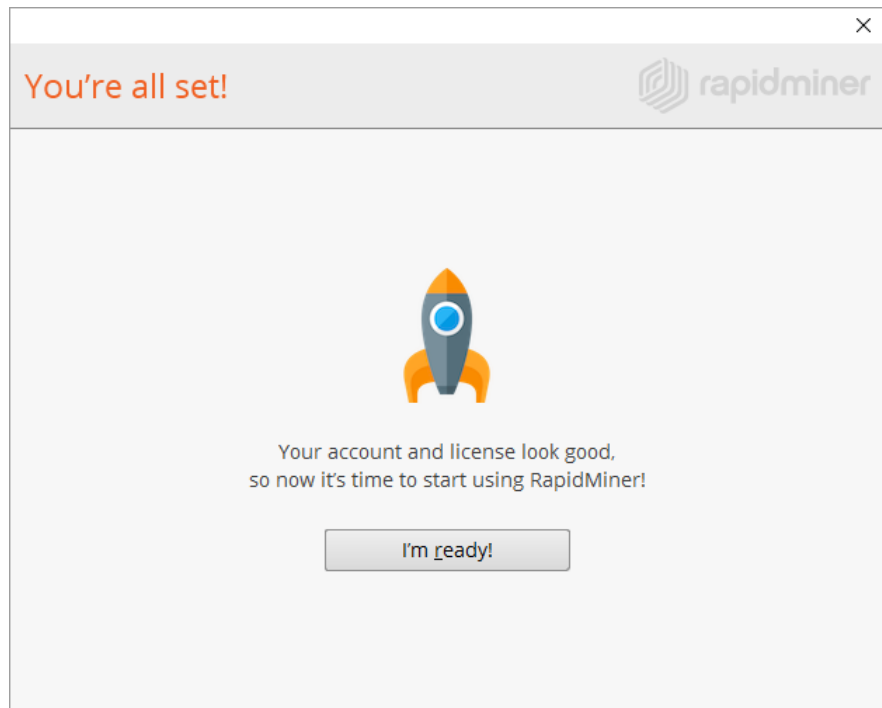 You’re all set!
rapidminer
Your account and license look good,
so now it’s time to start using RapidMiner!
I’m ready!